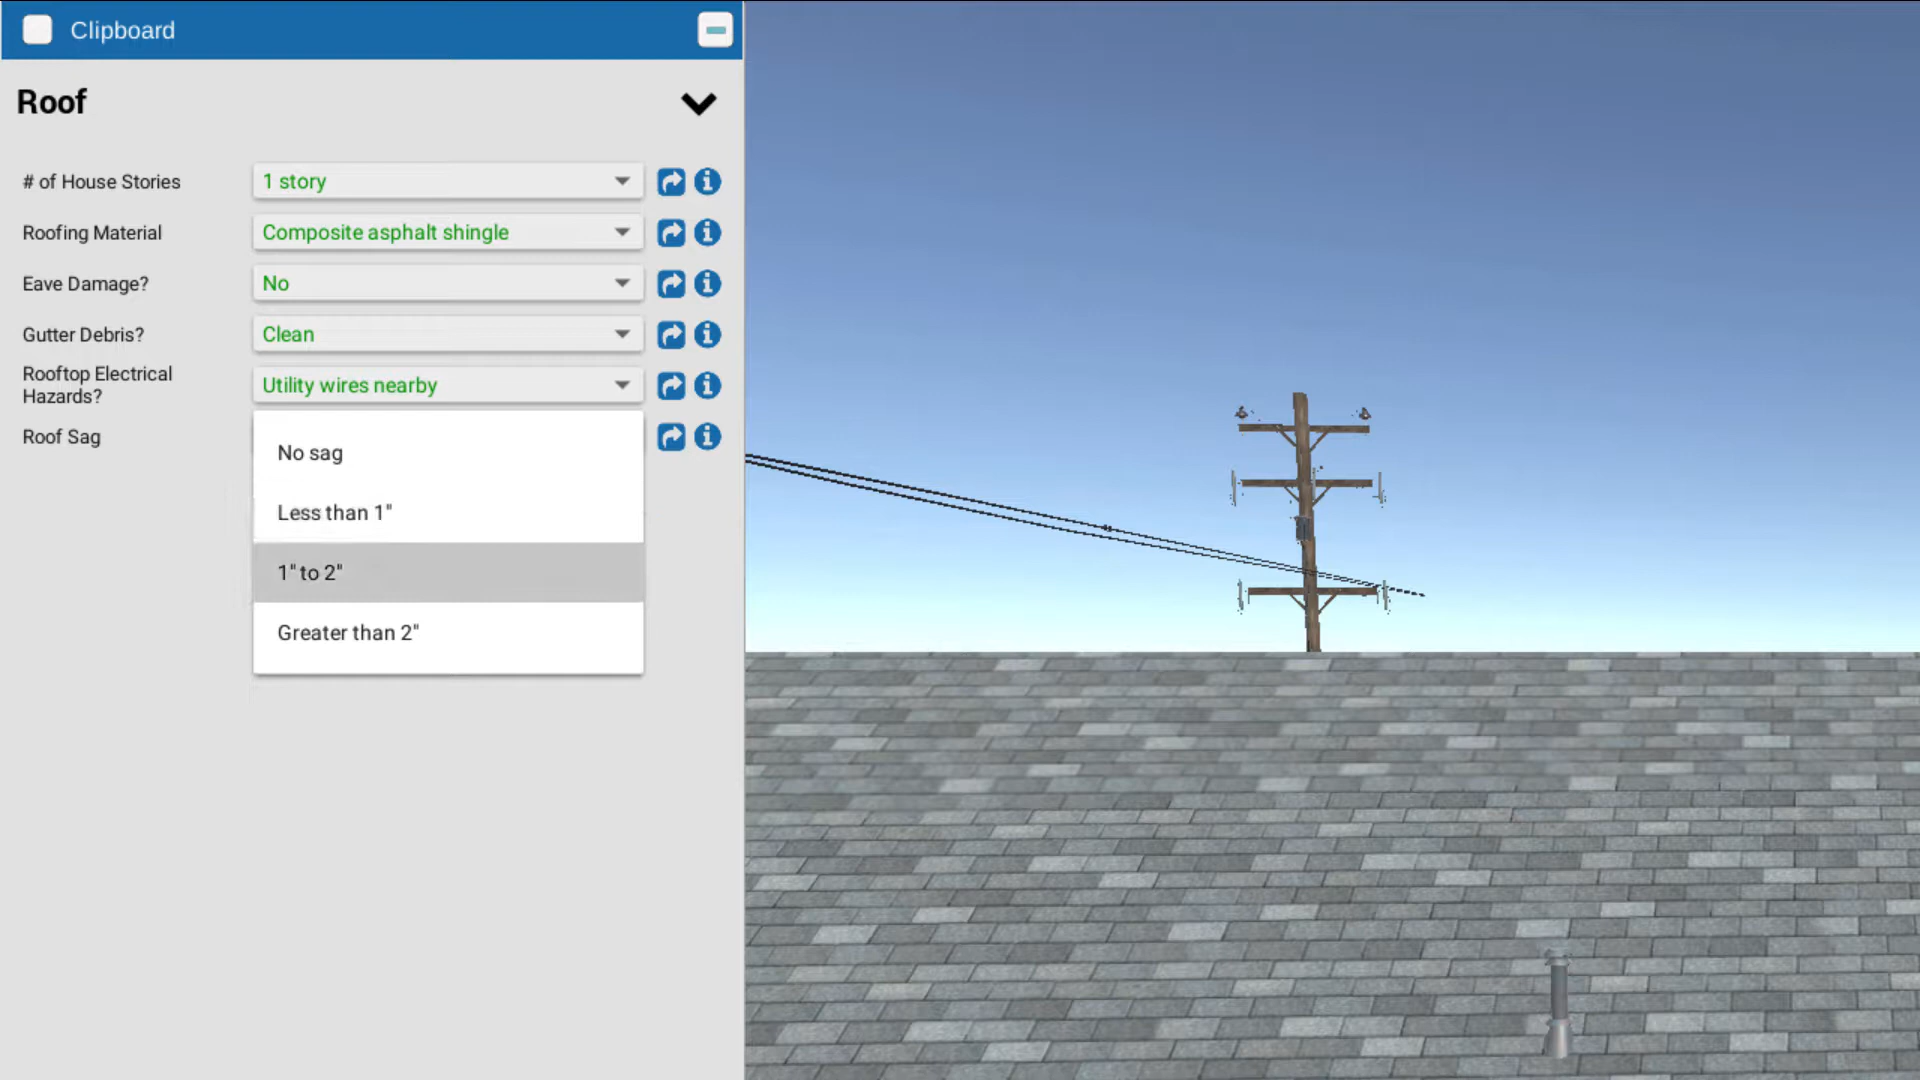 Clipboard
Roof
# of House Stories
1 story
Roofing Material
Composite asphalt shingle
Eave Damage?
No
Gutter Debris?
Clean
Rooftop Electrical
Hazards?
Utility wires nearby
Roof Sag
No sag
Less than 1"
1" to 2"
Greater than 2"